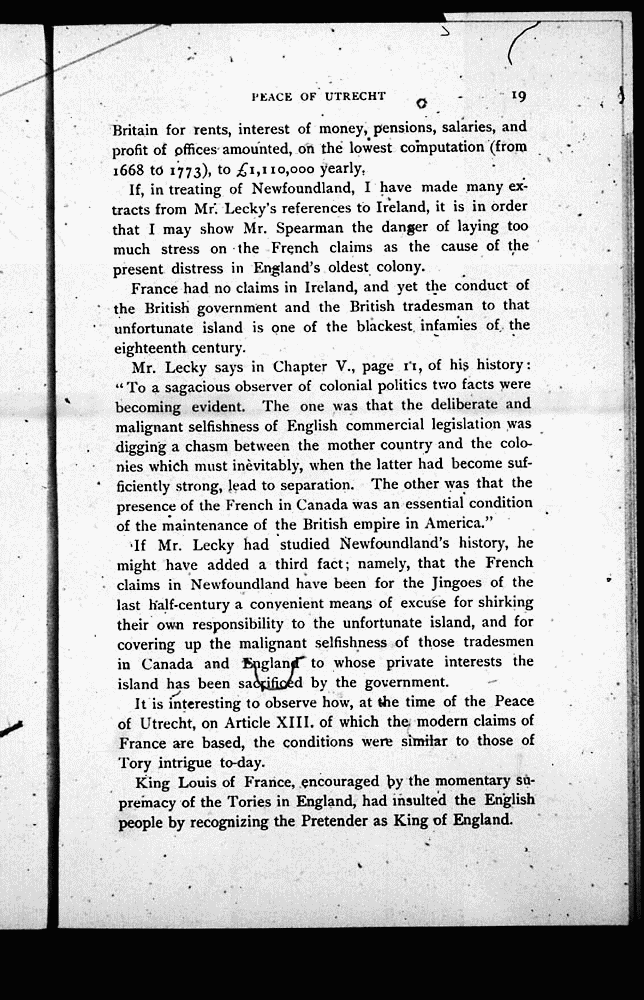 PEACE OF UTRECHT 19
Britain for rents, interest of money, pensions, salaries, and
profit of offices amounted, on the lowest computation (from
1668 to 1773), to £1,110,000 yearly.
If, in treating of Newfoundland, I have made many ex-
tracts from Mr. Lecky's references to Ireland, it is in order
that I may show Mr. Spearman the danger of laying too
much stress on the French claims as the cause of the
present distress in England's oldest colony.
France had no claims in Ireland, and yet the conduct of
the British government and the British tradesman to that
unfortunate island is one of the blackest infamies of the
eighteenth century.
Mr. Lecky says in Chapter V., page 11, of his history:
"To a sagacious observer of colonial politics two facts were
becoming evident. The one was that the deliberate and
malignant selfishness of English commercial legislation was
digging a chasm between the mother country and the colo-
nies which must inevitably, when the latter had become suf-
ficiently strong, lead to separation. The other was that the
presence of the French in Canada was an essential condition
of the maintenance of the British empire in America."
If Mr. Lecky had studied Newfoundland's history, he
might have added a third fact; namely, that the French
claims in Newfoundland have been for the Jingoes of the
last half-century a convenient means of excuse for shirking
their own responsibility to the unfortunate island, and for
covering up the malignant selfishness of those tradesmen
in Canada and England to whose private interests the
island has been sacrificed by the government.
It is interesting to observe how, at the time of the Peace
of Utrecht, on Article XIII. of which the modern claims of
France are based, the conditions were similar to those of
Tory intrigue to-day.
King Louis of France, encouraged by the momentary su-
premacy of the Tories in England, had insulted the English
people by recognizing the Pretender as King of England.